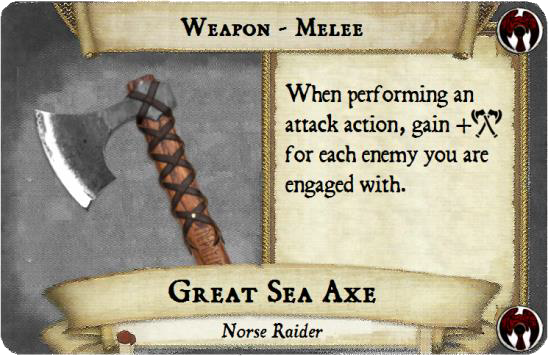 Weapon - Melee
When performing an
attack action, gain +
for each enemy you are
engaged with.
Great Sea Axe
Norse Raider